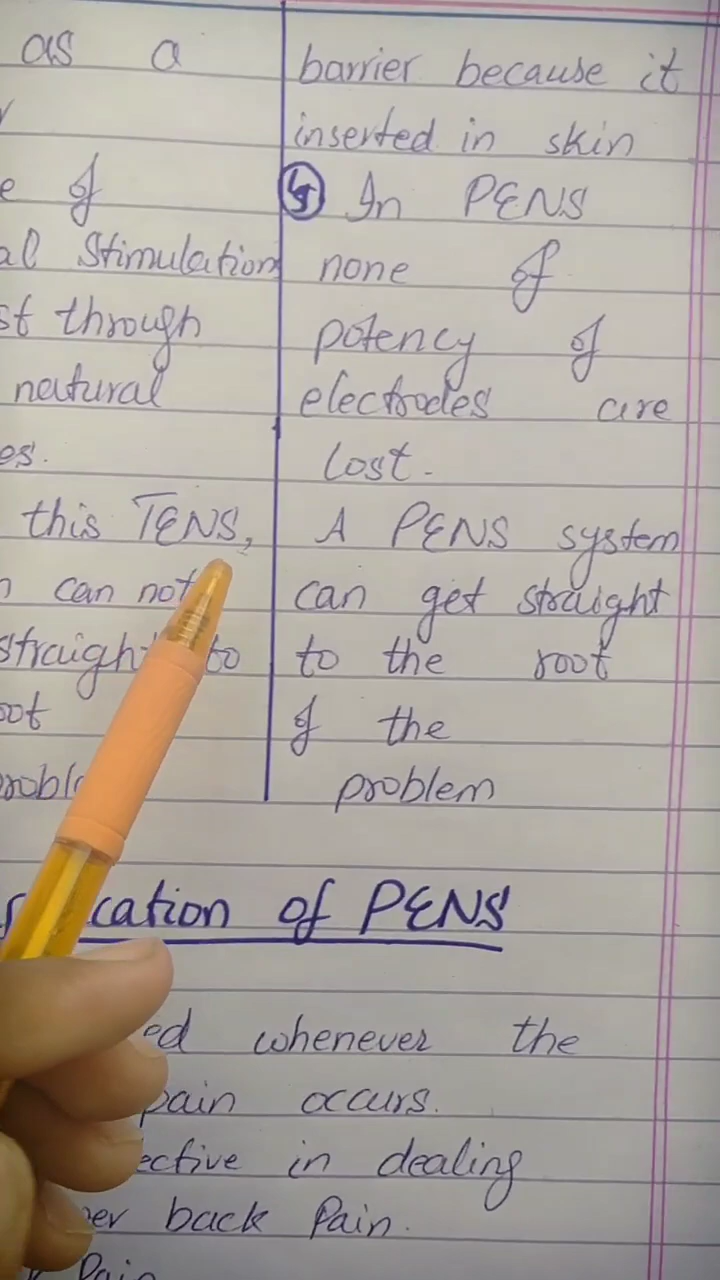 as a
e of
al Stimulation
st through
natural
es.
this TENS,
can not
straight to
oot
barrier because it
inserted in skin
④ In PENS
none of
potency of
electrodes are
lost.
A PENS system
can get straight
to the root
of the
problem
cation of PENS
ed whenever the
pain occurs.
ective in dealing
er back Pain.
Pain